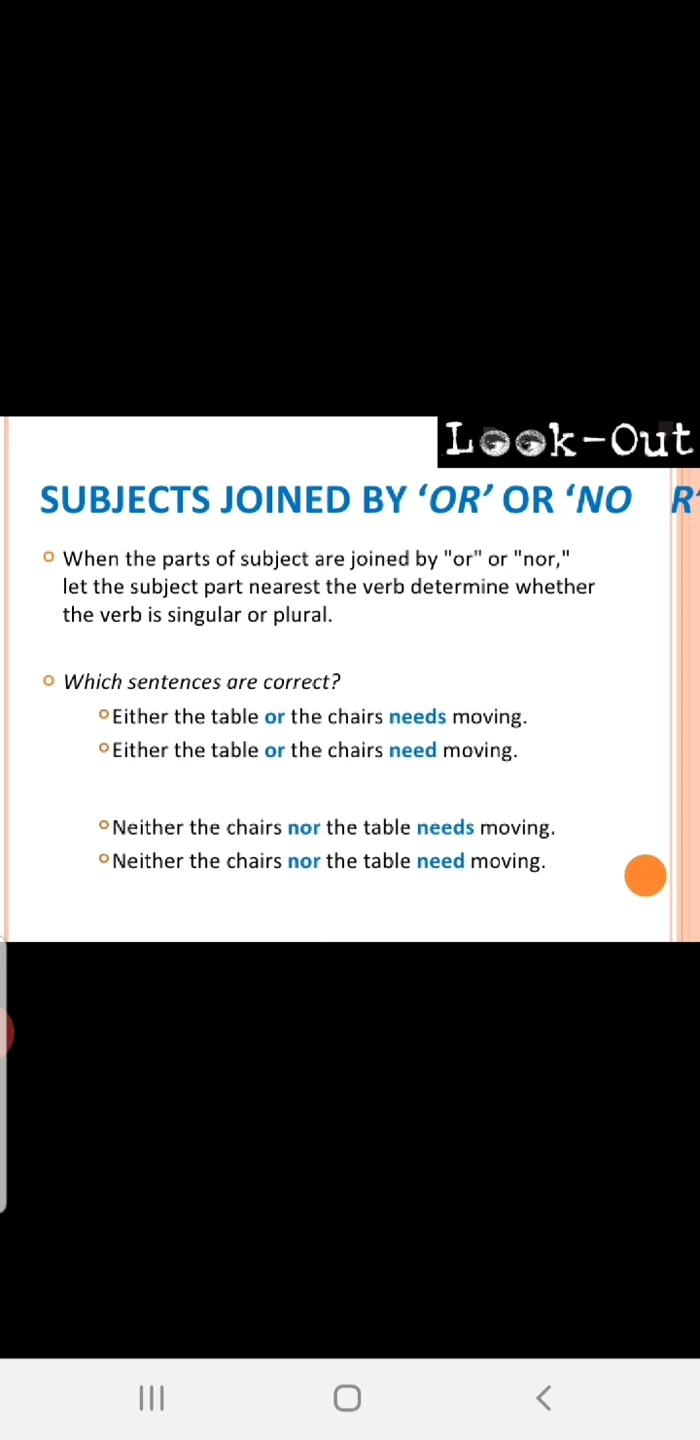 Look-Out
SUBJECTS JOINED BY ‘OR’ OR ‘NO R’
When the parts of subject are joined by "or" or "nor,"
let the subject part nearest the verb determine whether
the verb is singular or plural.
Which sentences are correct?
Either the table or the chairs needs moving.
Either the table or the chairs need moving.
Neither the chairs nor the table needs moving.
Neither the chairs nor the table need moving.